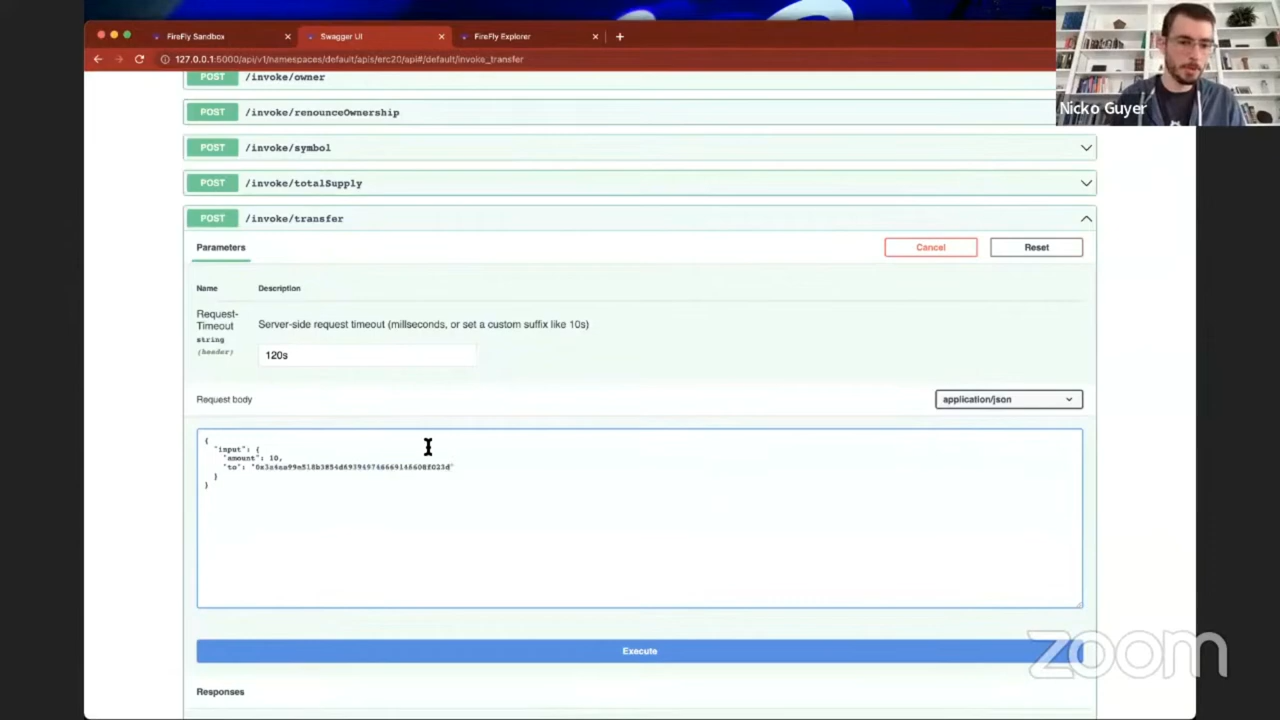 FireFly Sandbox
Swagger UI
FireFly Explorer
127.0.0.1:5000/api/v1/namespaces/default/apis/erc20/api#/default/invoke_transfer
Nicko Guyer
POST /invoke/owner
POST /invoke/renounceOwnership
POST /invoke/symbol
POST /invoke/totalSupply
POST /invoke/transfer
Parameters
Cancel
Reset
Name Description
Request-Timeout
string
(header)
Server-side request timeout (millseconds, or set a custom suffix like 10s)
120s
Request body
application/json
{
"input": {
"amount": 10,
"to":
}
}
Execute
zoom
Responses